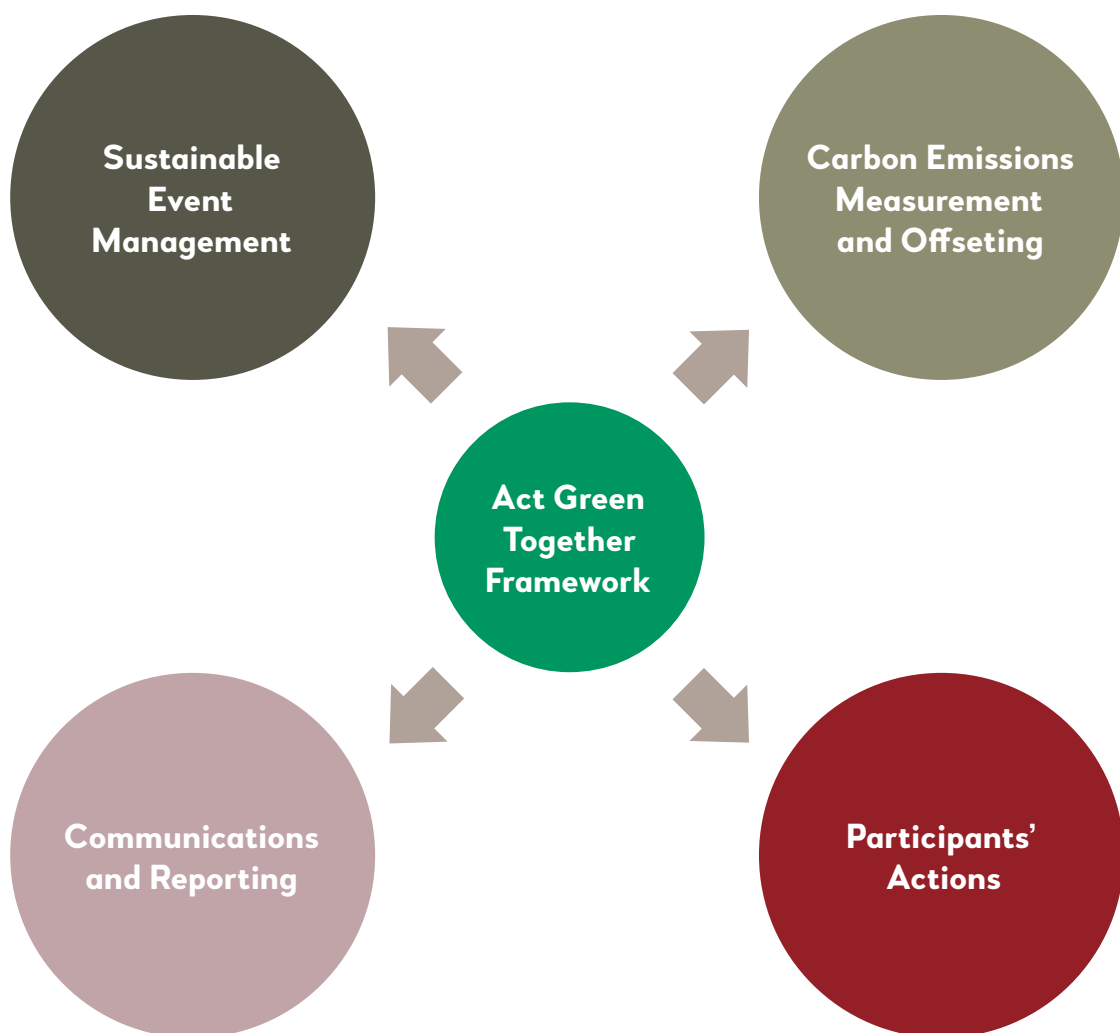 Sustainable
Event
Management
Carbon Emissions
Measurement
and Offseting
Act Green
Together
Framework
Communications
and Reporting
Participants’
Actions